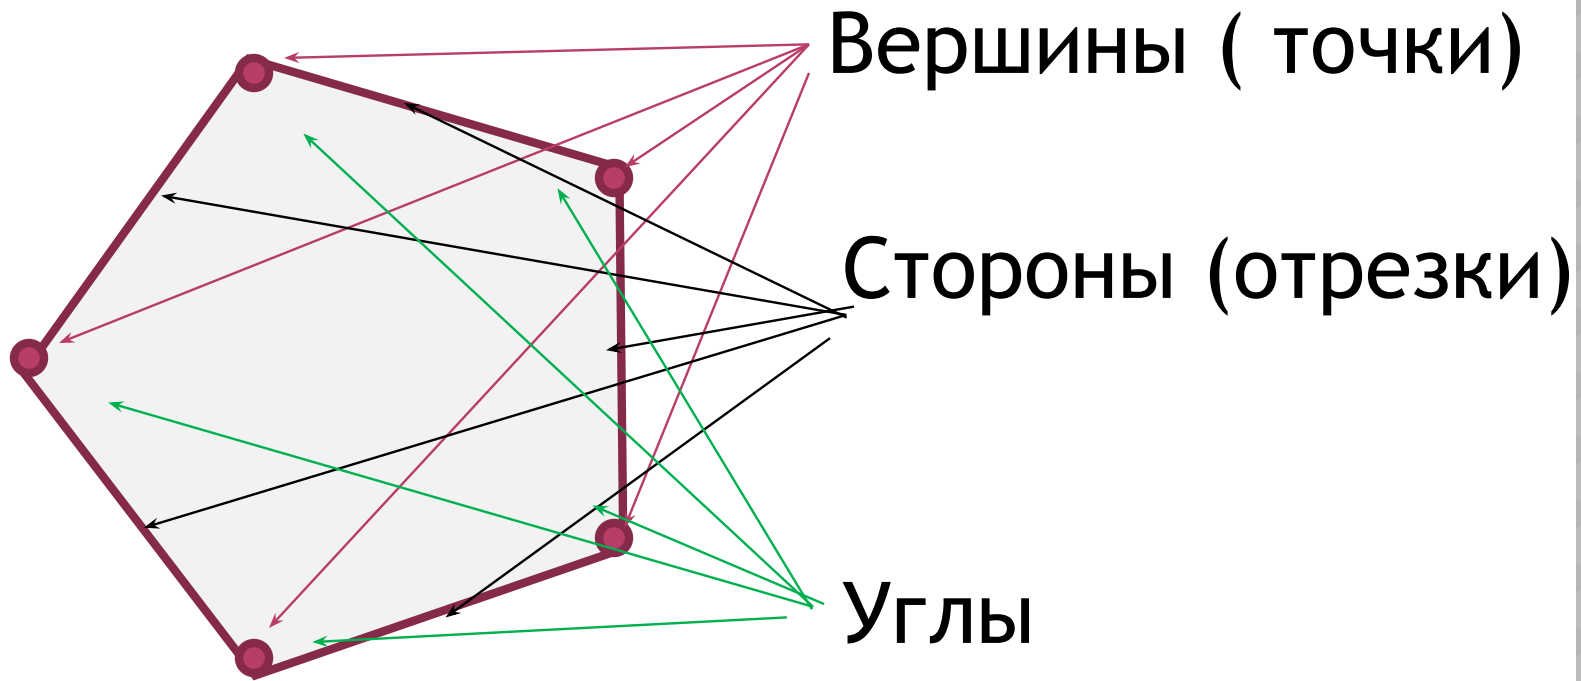 Вершины ( точки)
Стороны (отрезки)
Углы